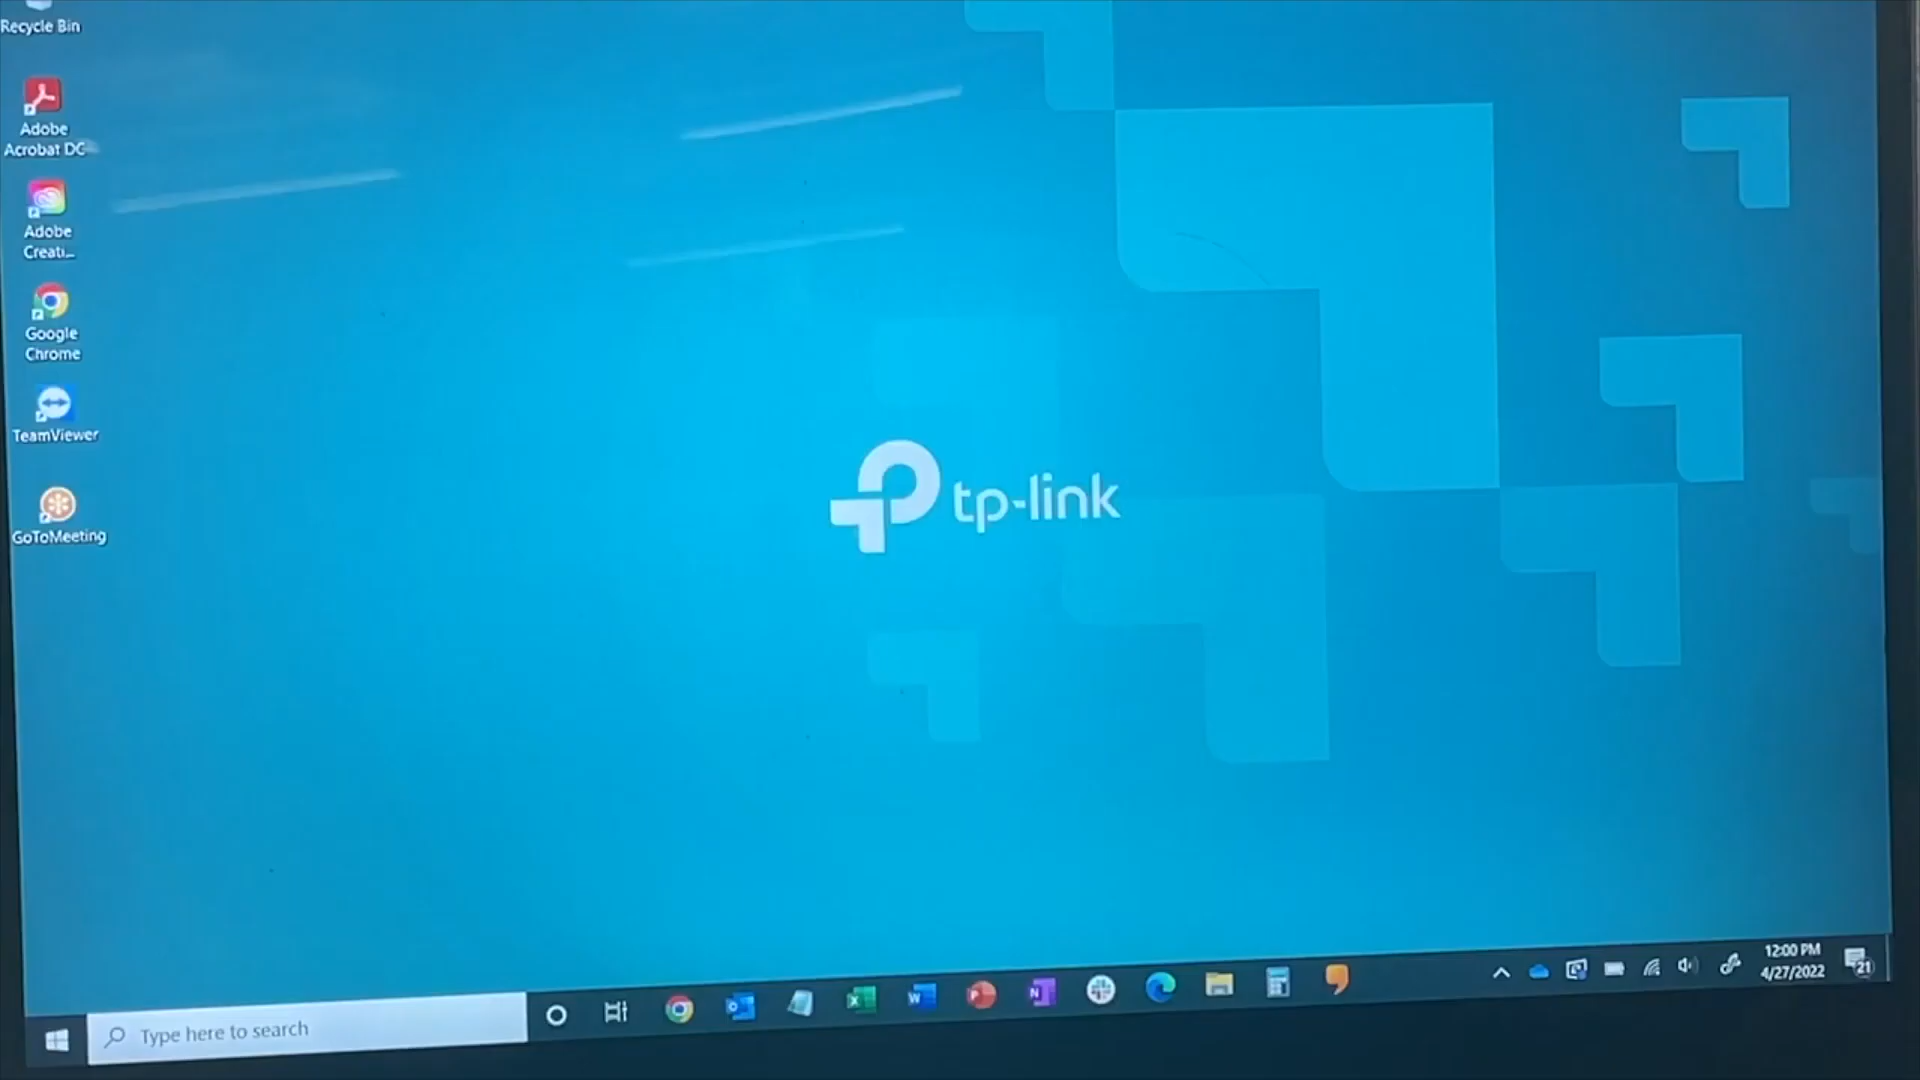 Recycle Bin
Adobe
Acrobat DC
Adobe
Creati...
Google
Chrome
TeamViewer
GoToMeeting
tp-link
Type here to search
12:00 PM
4/27/2022
21